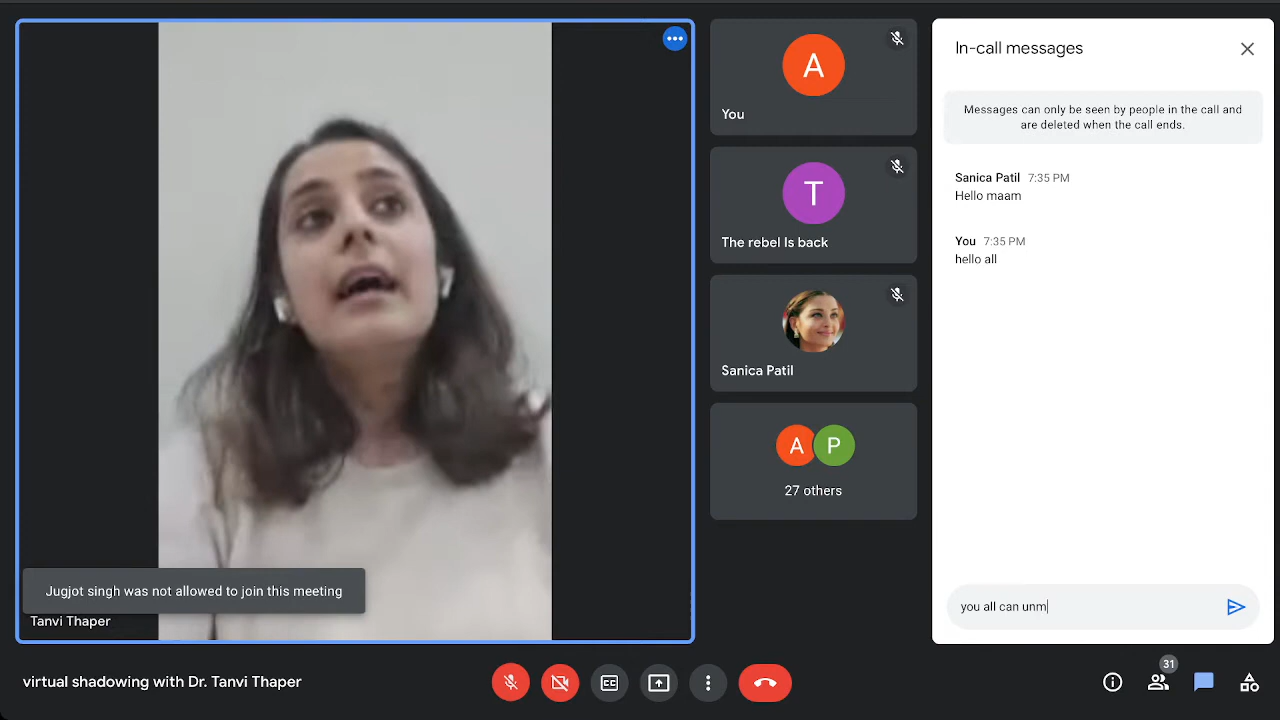 Jugjot singh was not allowed to join this meeting
Tanvi Thaper
A
You
T
The rebel Is back
Sanica Patil
A P
27 others
In-call messages
Messages can only be seen by people in the call and
are deleted when the call ends.
Sanica Patil 7:35 PM
Hello maam
You 7:35 PM
hello all
you all can unm
virtual shadowing with Dr. Tanvi Thaper
CC
31